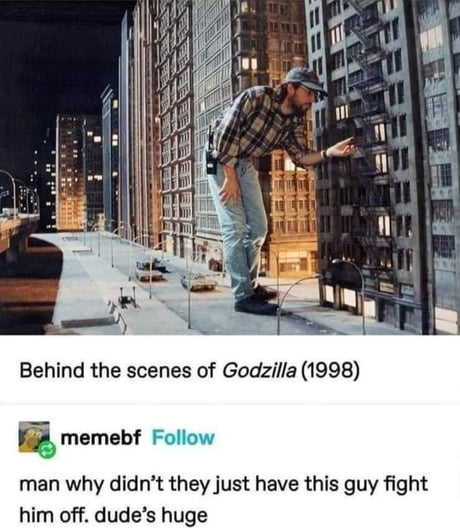 Behind the scenes of Godzilla (1998)
memebf Follow
man why didn't they just have this guy fight
him off. dude's huge